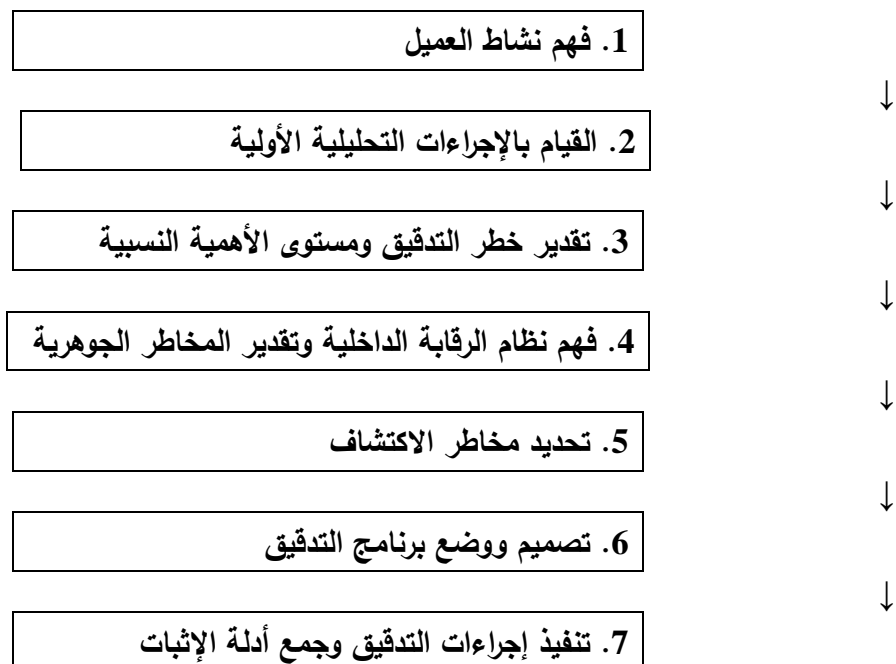 1. فهم نشاط العميل
↓
2. القيام بالإجراءات التحليلية الأولية
↓
3. تقدير خطر التدقيق ومستوى الأهمية النسبية
↓
4. فهم نظام الرقابة الداخلية وتقدير المخاطر الجوهرية
↓
5. تحديد مخاطر الاكتشاف
↓
6. تصميم ووضع برنامج التدقيق
↓
7. تنفيذ إجراءات التدقيق وجمع أدلة الإثبات